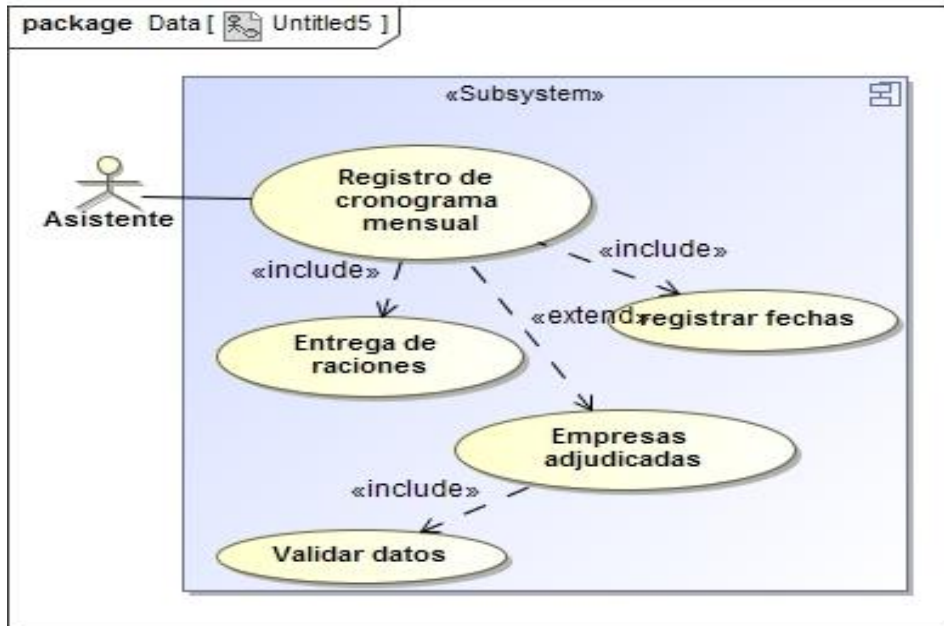 package Data [ Untitled5 ]
«Subsystem»
Registro de
cronograma
mensual
Asistente
«include»
«include»
«extend»
registrar fechas
Entrega de
raciones
Empresas
adjudicadas
«include»
Validar datos